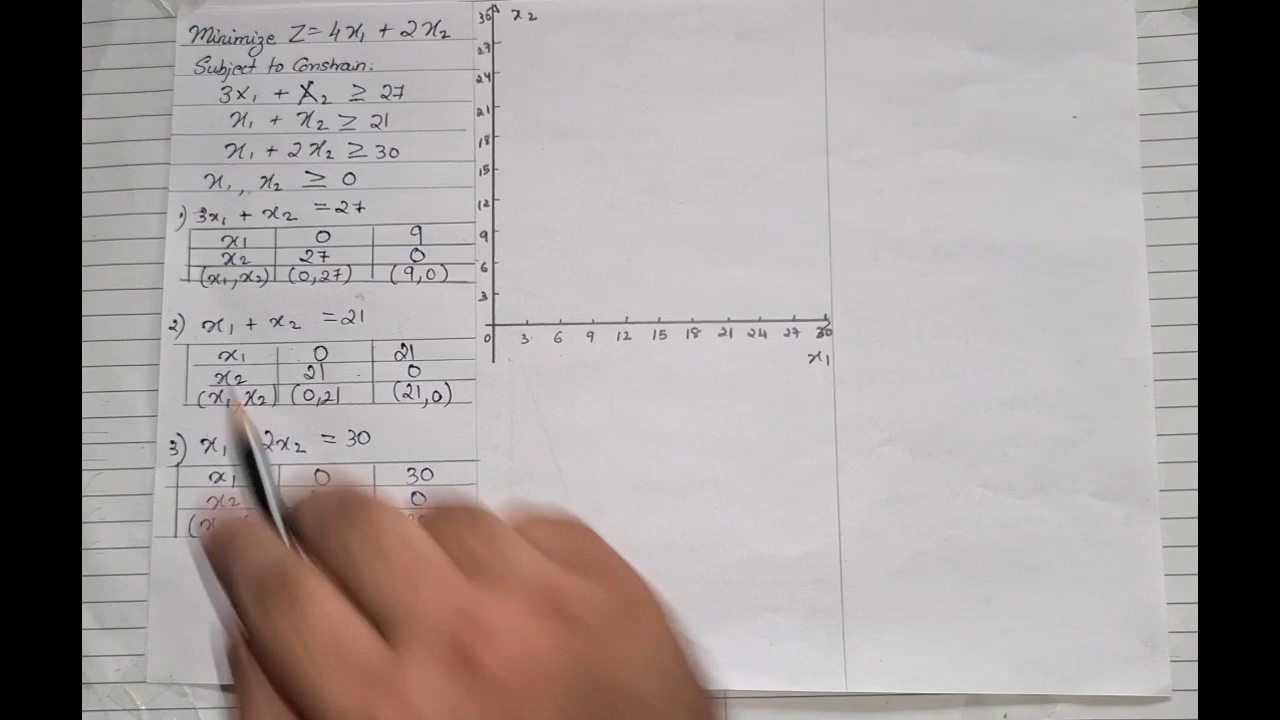 Minimize Z = 4x₁ + 2x₂
Subject to Constrain:
3x₁ + x₂ ≥ 27
x₁ + x₂ ≥ 21
x₁ + 2x₂ ≥ 30
x₁, x₂ ≥ 0
1) 3x₁ + x₂ = 27
x₁ 0 9
x₂ 27 0
(x₁, x₂) (0,27) (9,0)
2) x₁ + x₂ = 21
x₁ 0 21
x₂ 21 0
(x₁, x₂) (0,21 (21,0)
3) x₁ 2x₂ = 30
x₁ 0 30
x₂ 0
x₂
30
27
24
21
18
15
12
9
6
3
0 3 6 9 12 15 18 21 24 27 30
x₁